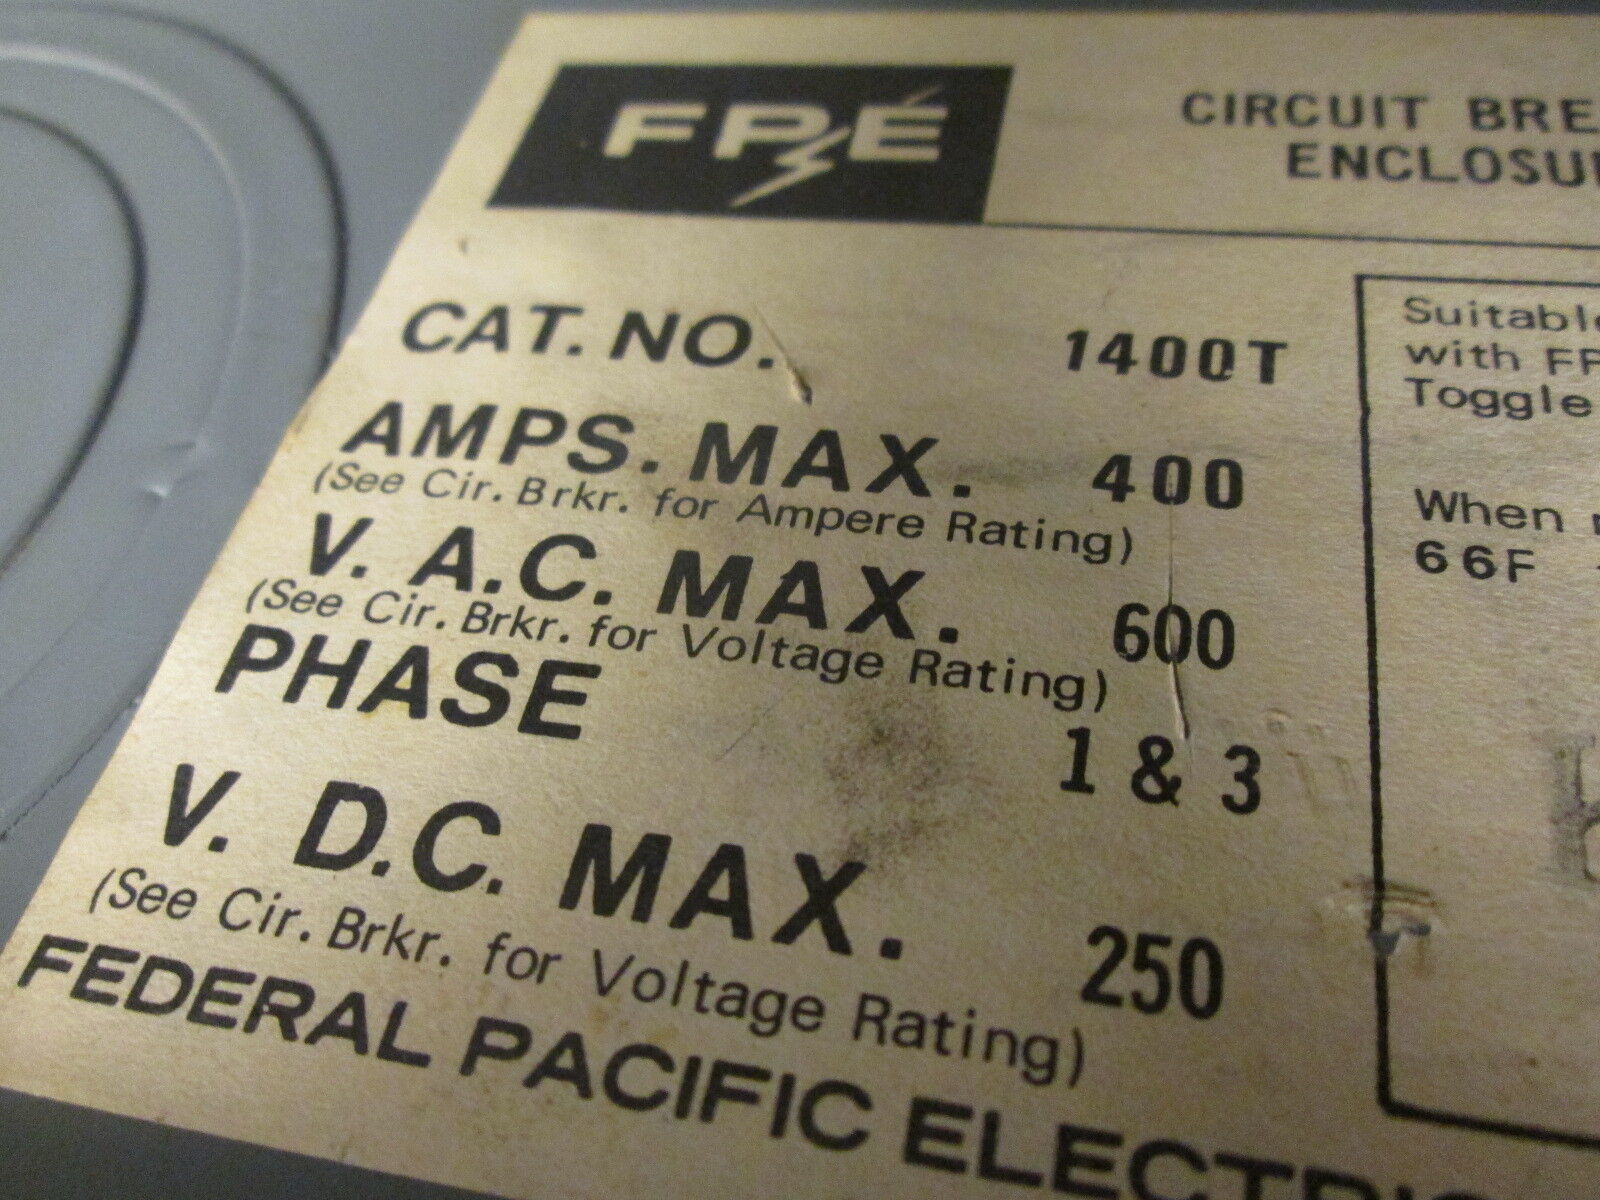 FPE
CIRCUIT BRE
ENCLOSU
CAT. NO. 1400T
AMPS. MAX. 400
(See Cir. Brkr. for Ampere Rating)
V. A.C. MAX. 600
(See Cir. Brkr. for Voltage Rating)
PHASE 1 & 3
V. D.C. MAX. 250
(See Cir. Brkr. for Voltage Rating)
FEDERAL PACIFIC ELECTRIC
Suitable
with FP
Toggle
When
66F